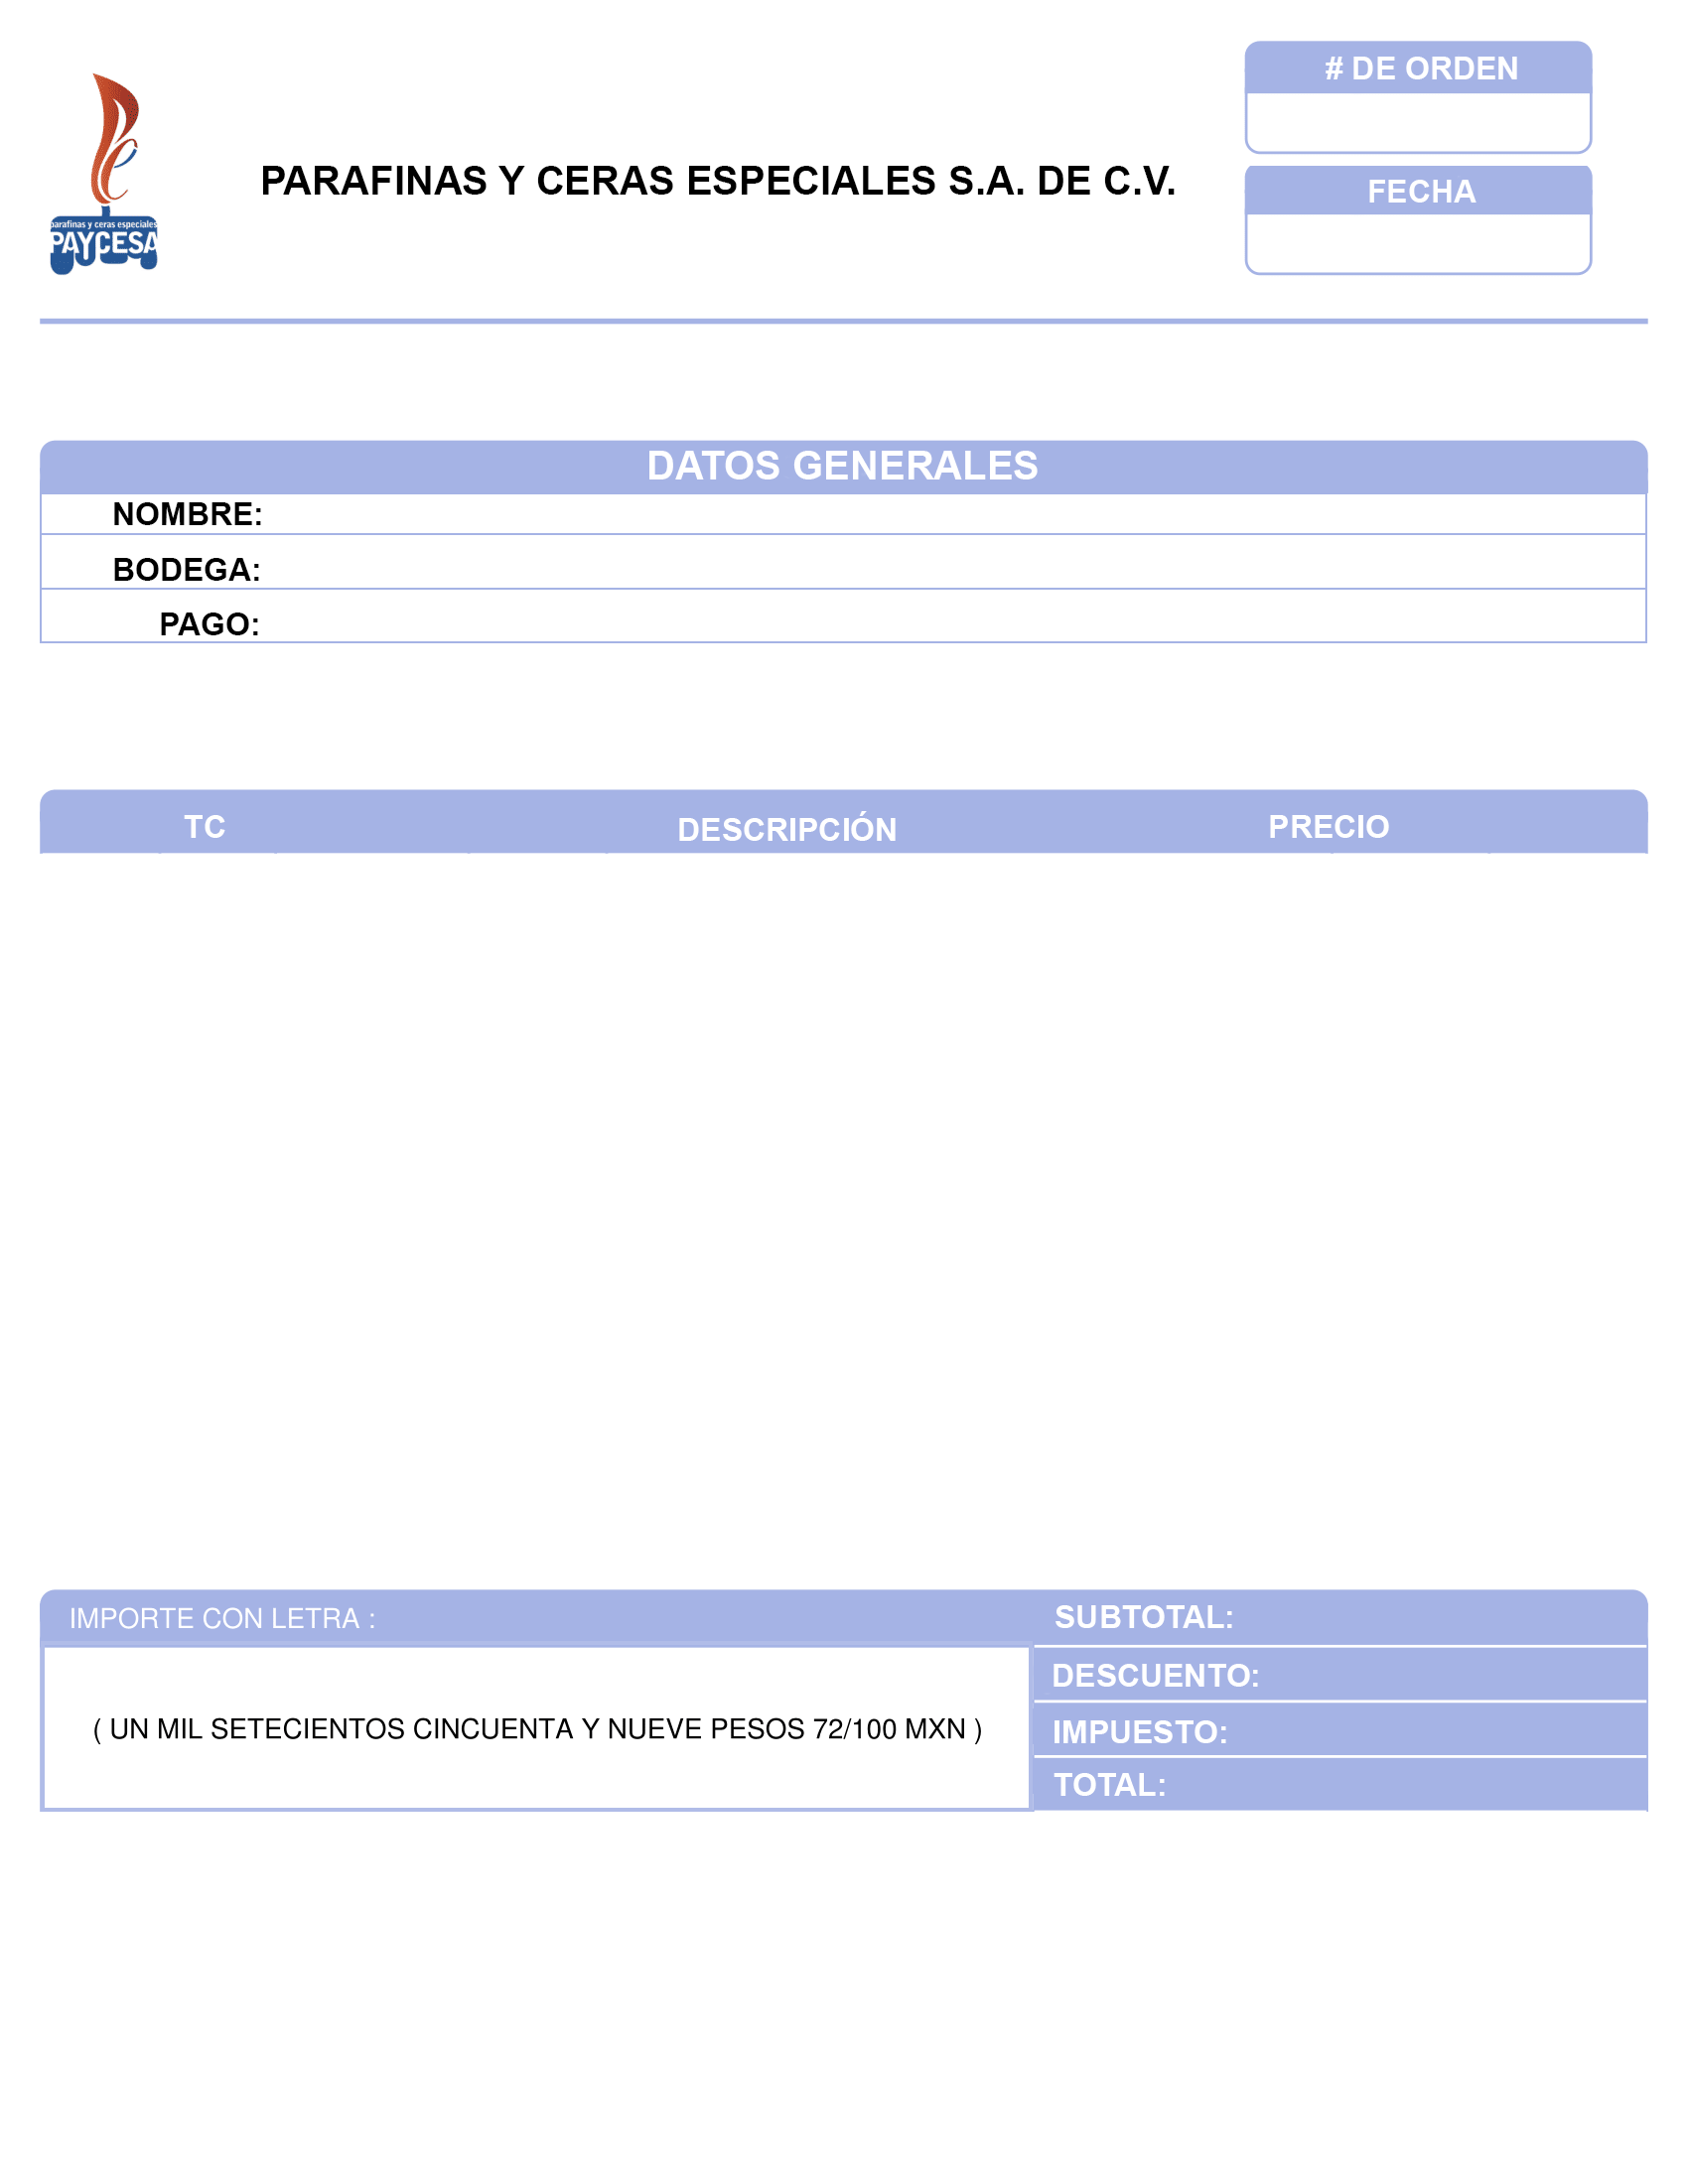 # DE ORDEN
PARAFINAS Y CERAS ESPECIALES S.A. DE C.V.
FECHA
parafinas y ceras especiales
PAYCESA
DATOS GENERALES
NOMBRE:
BODEGA:
PAGO:
TC DESCRIPCIÓN PRECIO
IMPORTE CON LETRA : SUBTOTAL:
DESCUENTO:
( UN MIL SETECIENTOS CINCUENTA Y NUEVE PESOS 72/100 MXN ) IMPUESTO:
TOTAL: